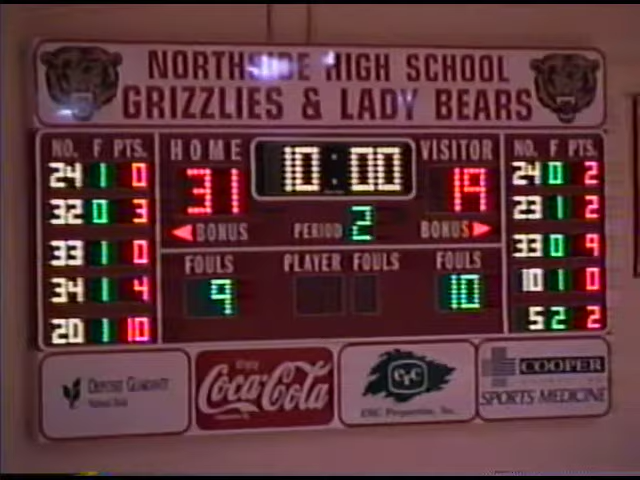 NORTHSIDE HIGH SCHOOL
GRIZZLIES & LADY BEARS
NO. F PTS.
24 1 0
32 0 3
33 1 0
34 1 4
20 1 10
HOME
31
BONUS
10:00
PERIOD 2
VISITOR
19
BONUS
FOULS
9
PLAYER FOULS
FOULS
10
NO. F PTS.
24 0 2
23 1 2
33 0 9
10 1 0
5 2 2
DEPOSIT GUARANTY
Coca-Cola
COOPER
SPORTS MEDICINE